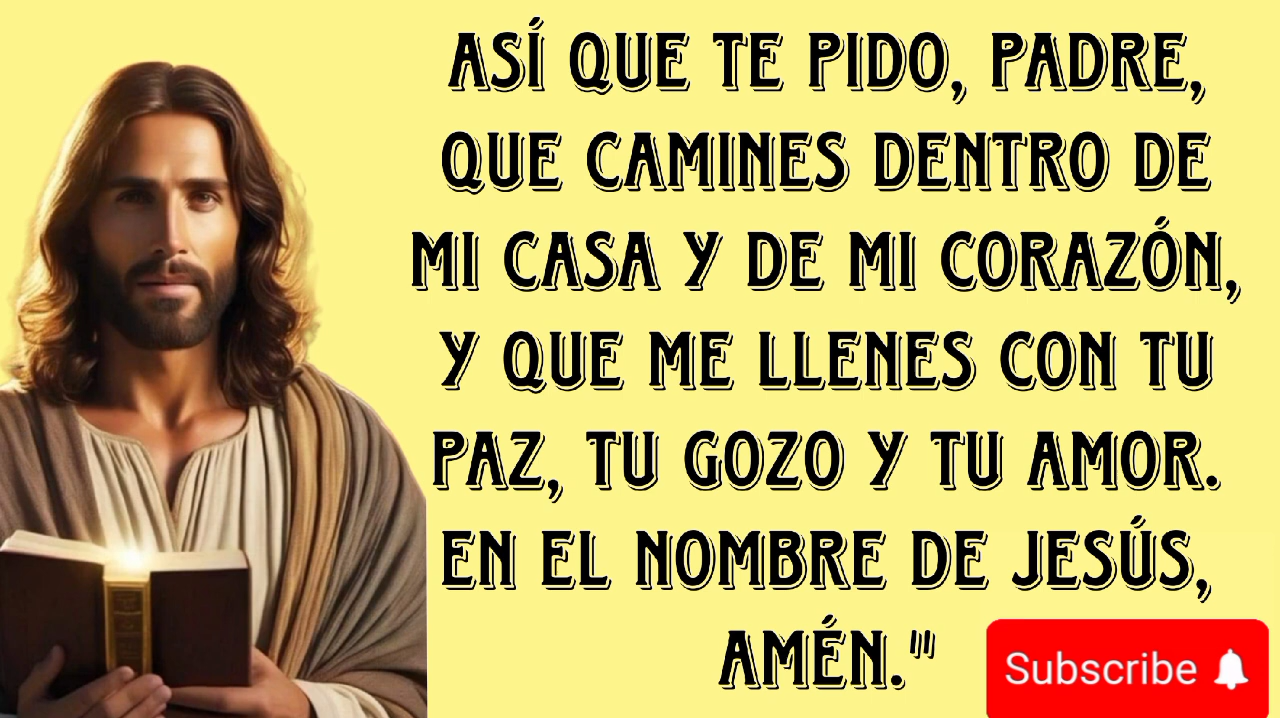 ASÍ QUE TE PIDO, PADRE,
QUE CAMINES DENTRO DE
MI CASA Y DE MI CORAZÓN,
Y QUE ME LLENES CON TU
PAZ, TU GOZO Y TU AMOR.
EN EL NOMBRE DE JESÚS,
AMÉN."
Subscribe